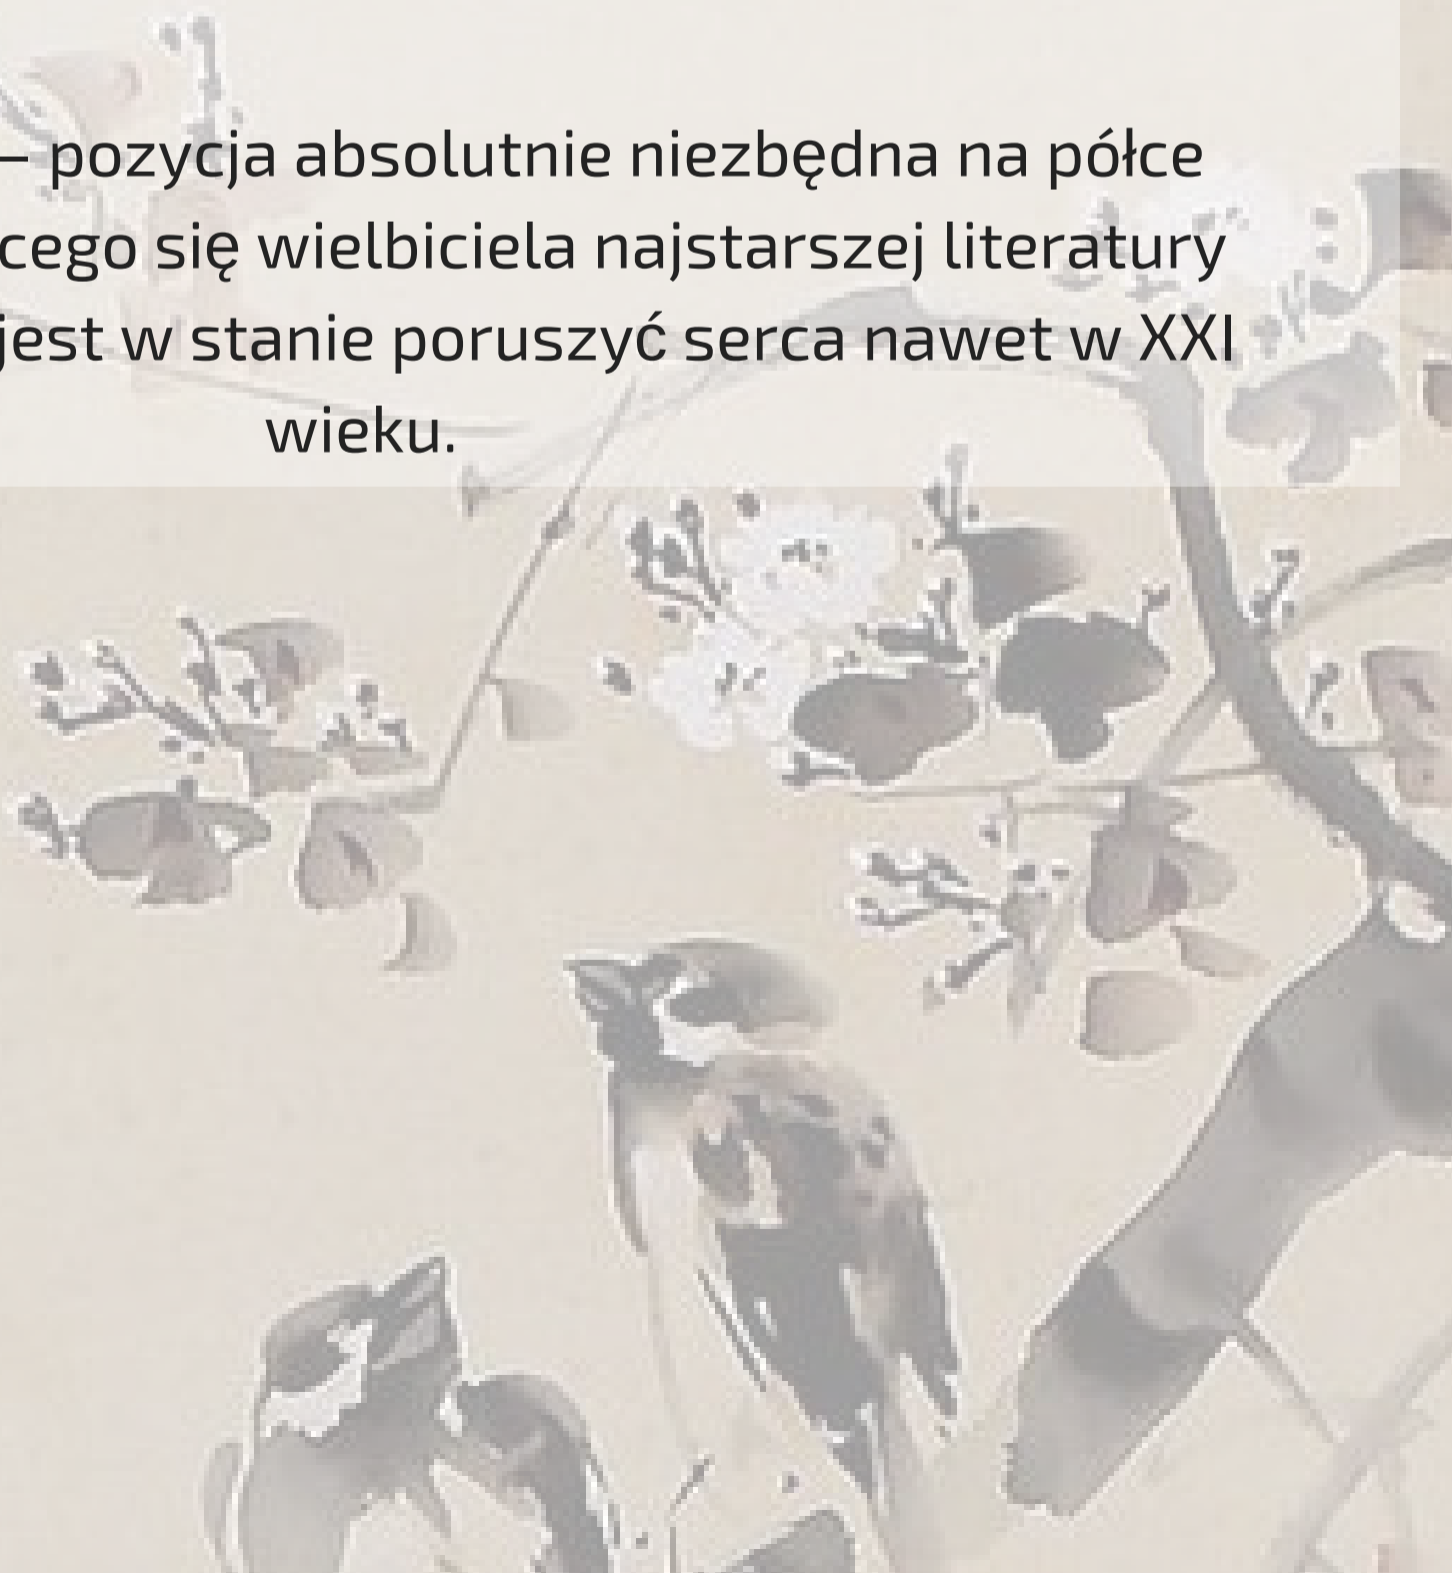 – pozycja absolutnie niezbędna na półce
cego się wielbiciela najstarszej literatury
jest w stanie poruszyć serca nawet w XXI
wieku.